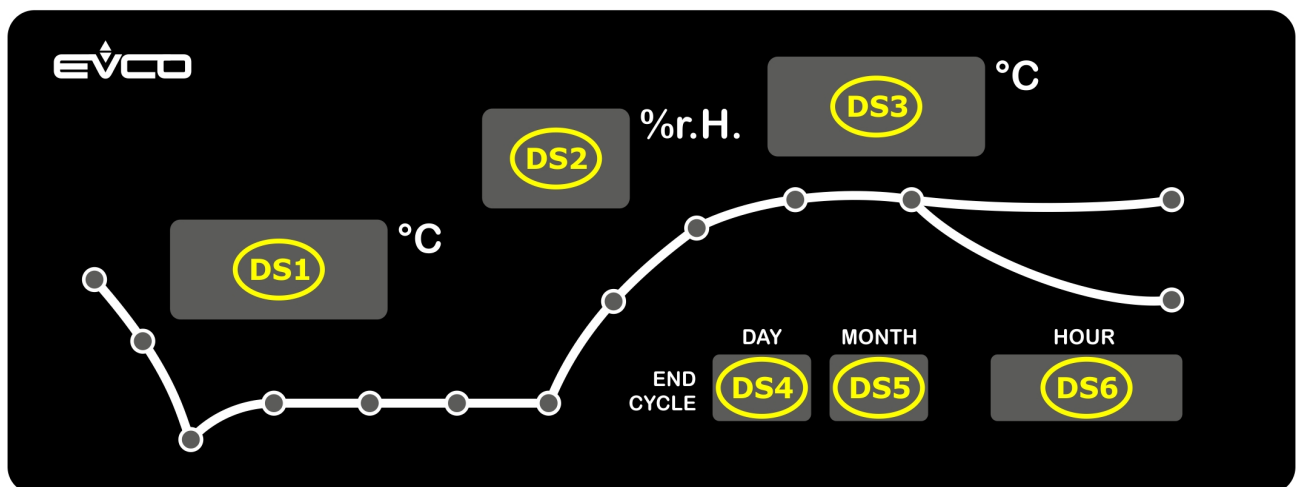 EVCO
DS1 °C
DS2 %r.H.
DS3 °C
DAY MONTH HOUR
END CYCLE
DS4 DS5 DS6